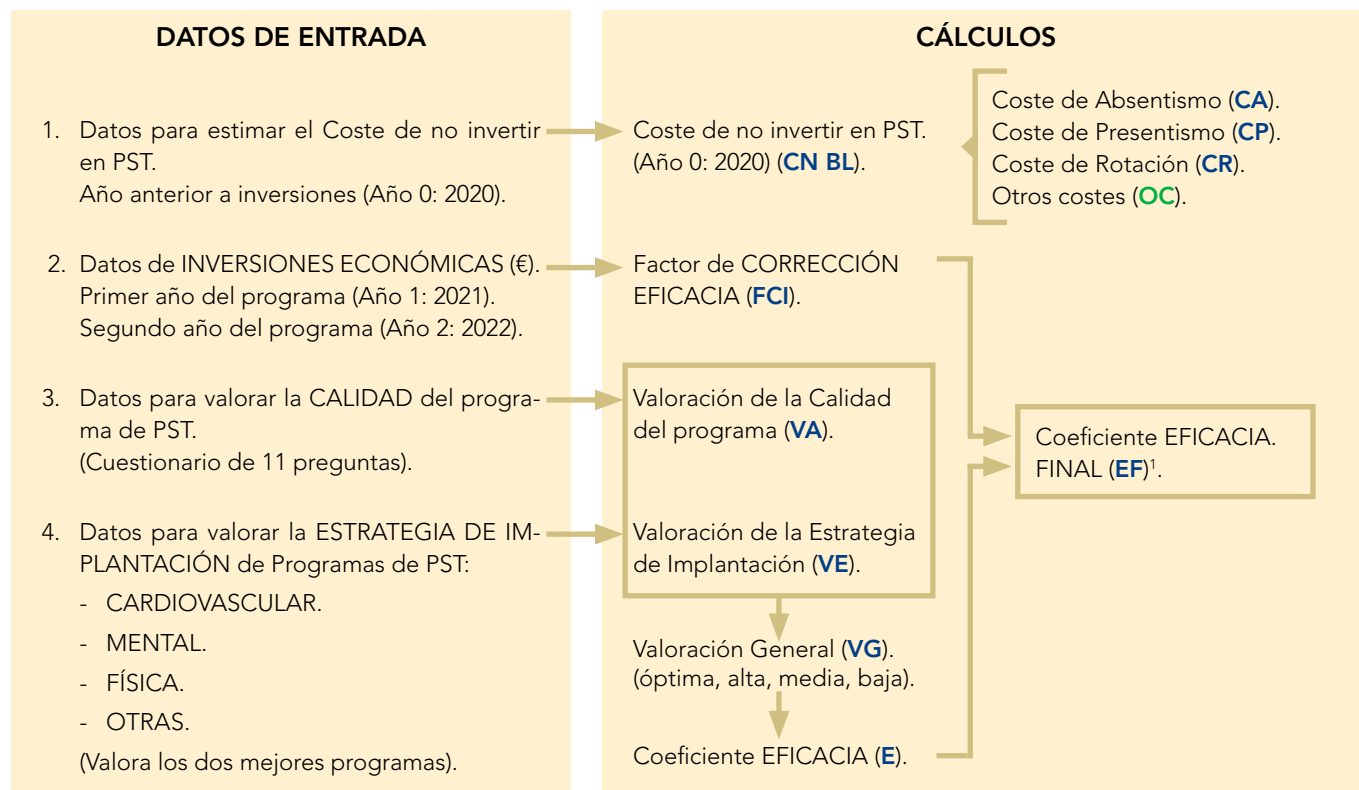 DATOS DE ENTRADA
1. Datos para estimar el Coste de no invertir
en PST.
Año anterior a inversiones (Año 0: 2020).
2. Datos de INVERSIONES ECONÓMICAS (€).
Primer año del programa (Año 1: 2021).
Segundo año del programa (Año 2: 2022).
3. Datos para valorar la CALIDAD del progra-
ma de PST.
(Cuestionario de 11 preguntas).
4. Datos para valorar la ESTRATEGIA DE IM-
PLANTACIÓN de Programas de PST:
- CARDIOVASCULAR.
- MENTAL.
- FÍSICA.
- OTRAS.
(Valora los dos mejores programas).
CÁLCULOS
Coste de no invertir en PST.
(Año 0: 2020) (CN BL).
Coste de Absentismo (CA).
Coste de Presentismo (CP).
Coste de Rotación (CR).
Otros costes (OC).
Factor de CORRECCIÓN
EFICACIA (FCI).
Valoración de la Calidad
del programa (VA).
Valoración de la Estrategia
de Implantación (VE).
Valoración General (VG).
(óptima, alta, media, baja).
Coeficiente EFICACIA (E).
Coeficiente EFICACIA.
FINAL (EF)¹.